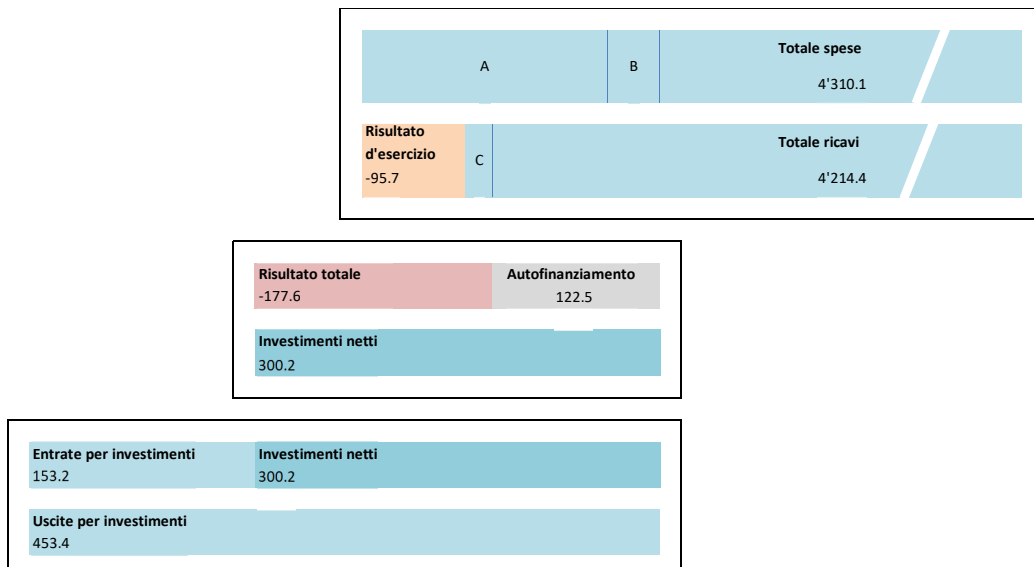 A
B
Totale spese
4'310.1
Risultato
d'esercizio
-95.7
C
Totale ricavi
4'214.4
Risultato totale
-177.6
Autofinanziamento
122.5
Investimenti netti
300.2
Entrate per investimenti
153.2
Investimenti netti
300.2
Uscite per investimenti
453.4